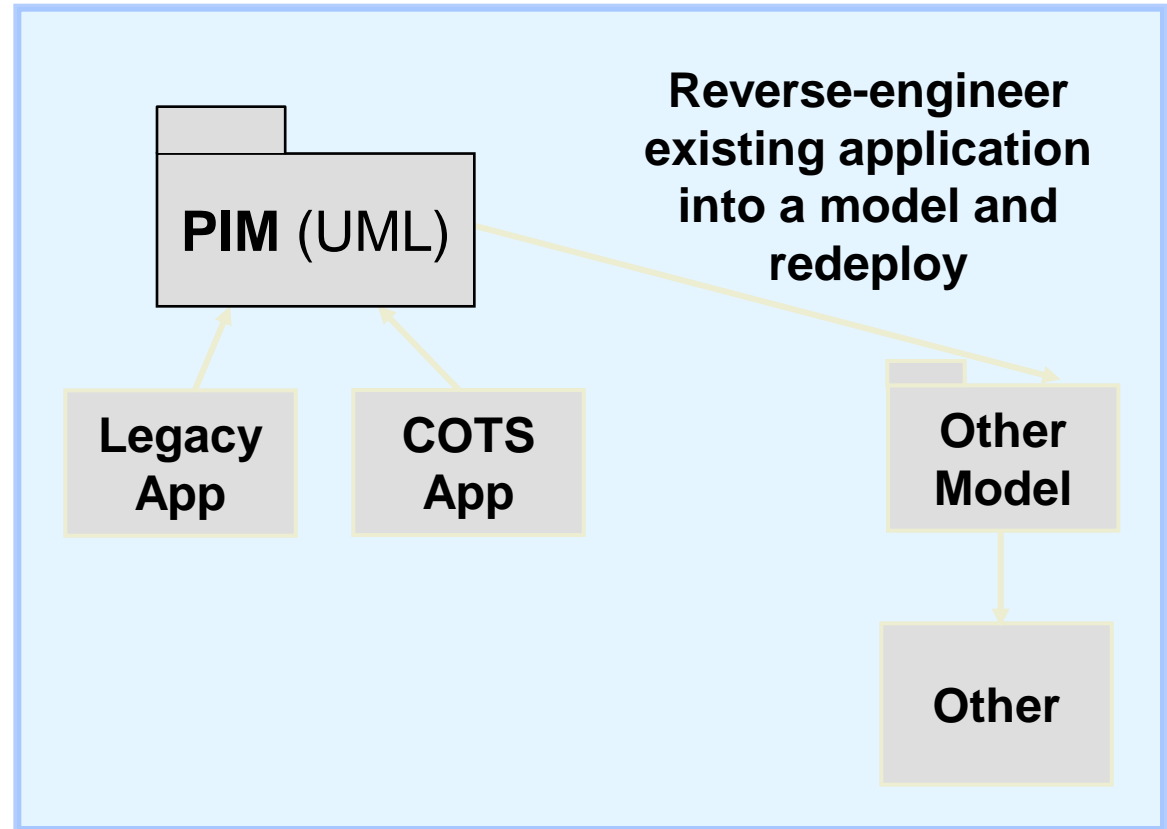 Reverse-engineer
existing application
into a model and
redeploy
PIM (UML)
Legacy
App
COTS
App
Other
Model
Other